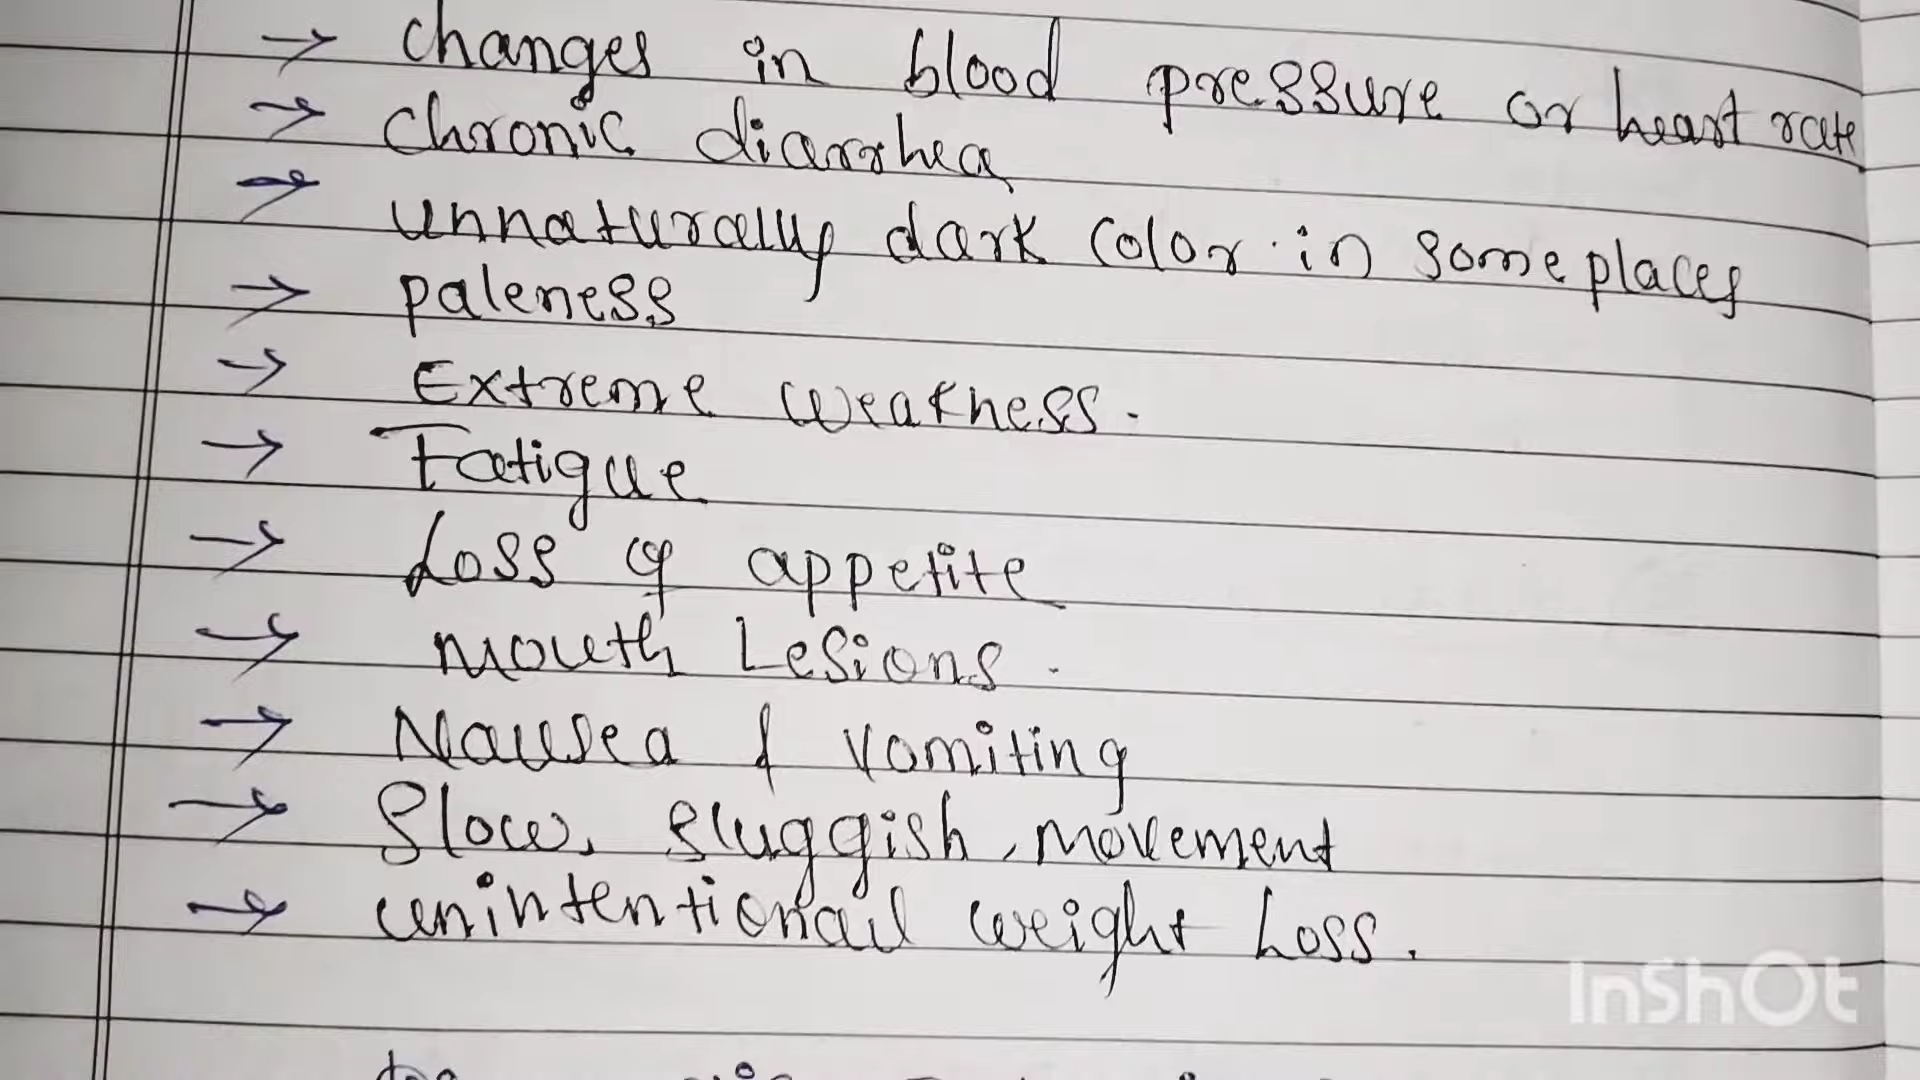 → changes in blood pressure or heart rate
→ chronic diarrhea
→ unnaturally dark color in some places
→ paleness
→ Extreme weakness.
→ Fatigue
→ Loss of appetite
→ mouth Lesions.
→ Nausea & vomiting
→ Slow, sluggish, movement
→ unintentionail weight Loss.
InShOt